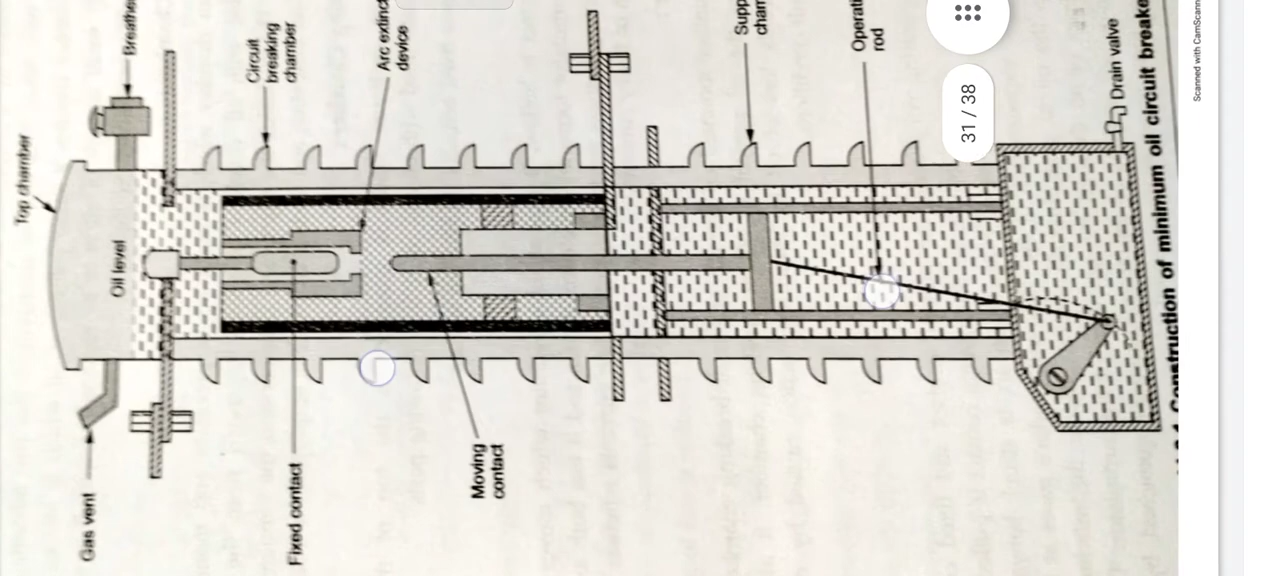 Top chamber
Breather
Circuit
breaking
chamber
Arc extinct
device
Supp
cham
Operati
rod
Drain valve
Oil level
Gas vent
Fixed contact
Moving
contact
31 / 38
Construction of minimum oil circuit breake
Scanned with CamScann